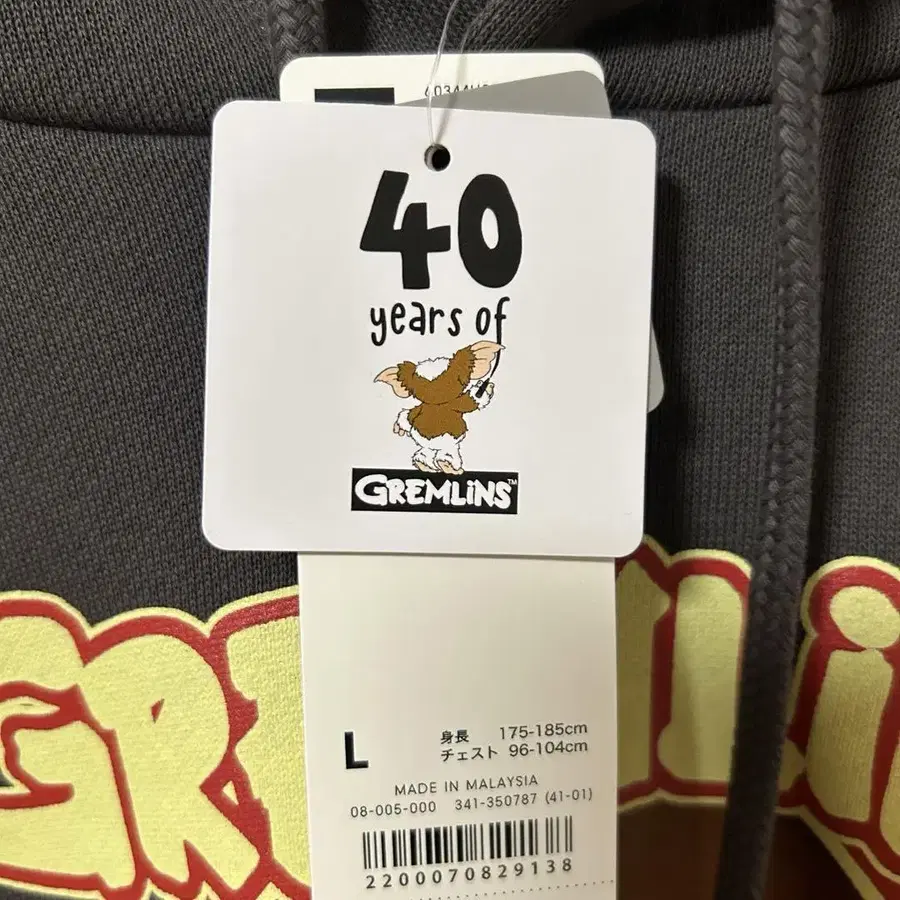 40
years of
GREMLiNS™
L
身長 175-185cm
チェスト 96-104cm
MADE IN MALAYSIA
08-005-000 341-350787 (41-01)
2200070829138